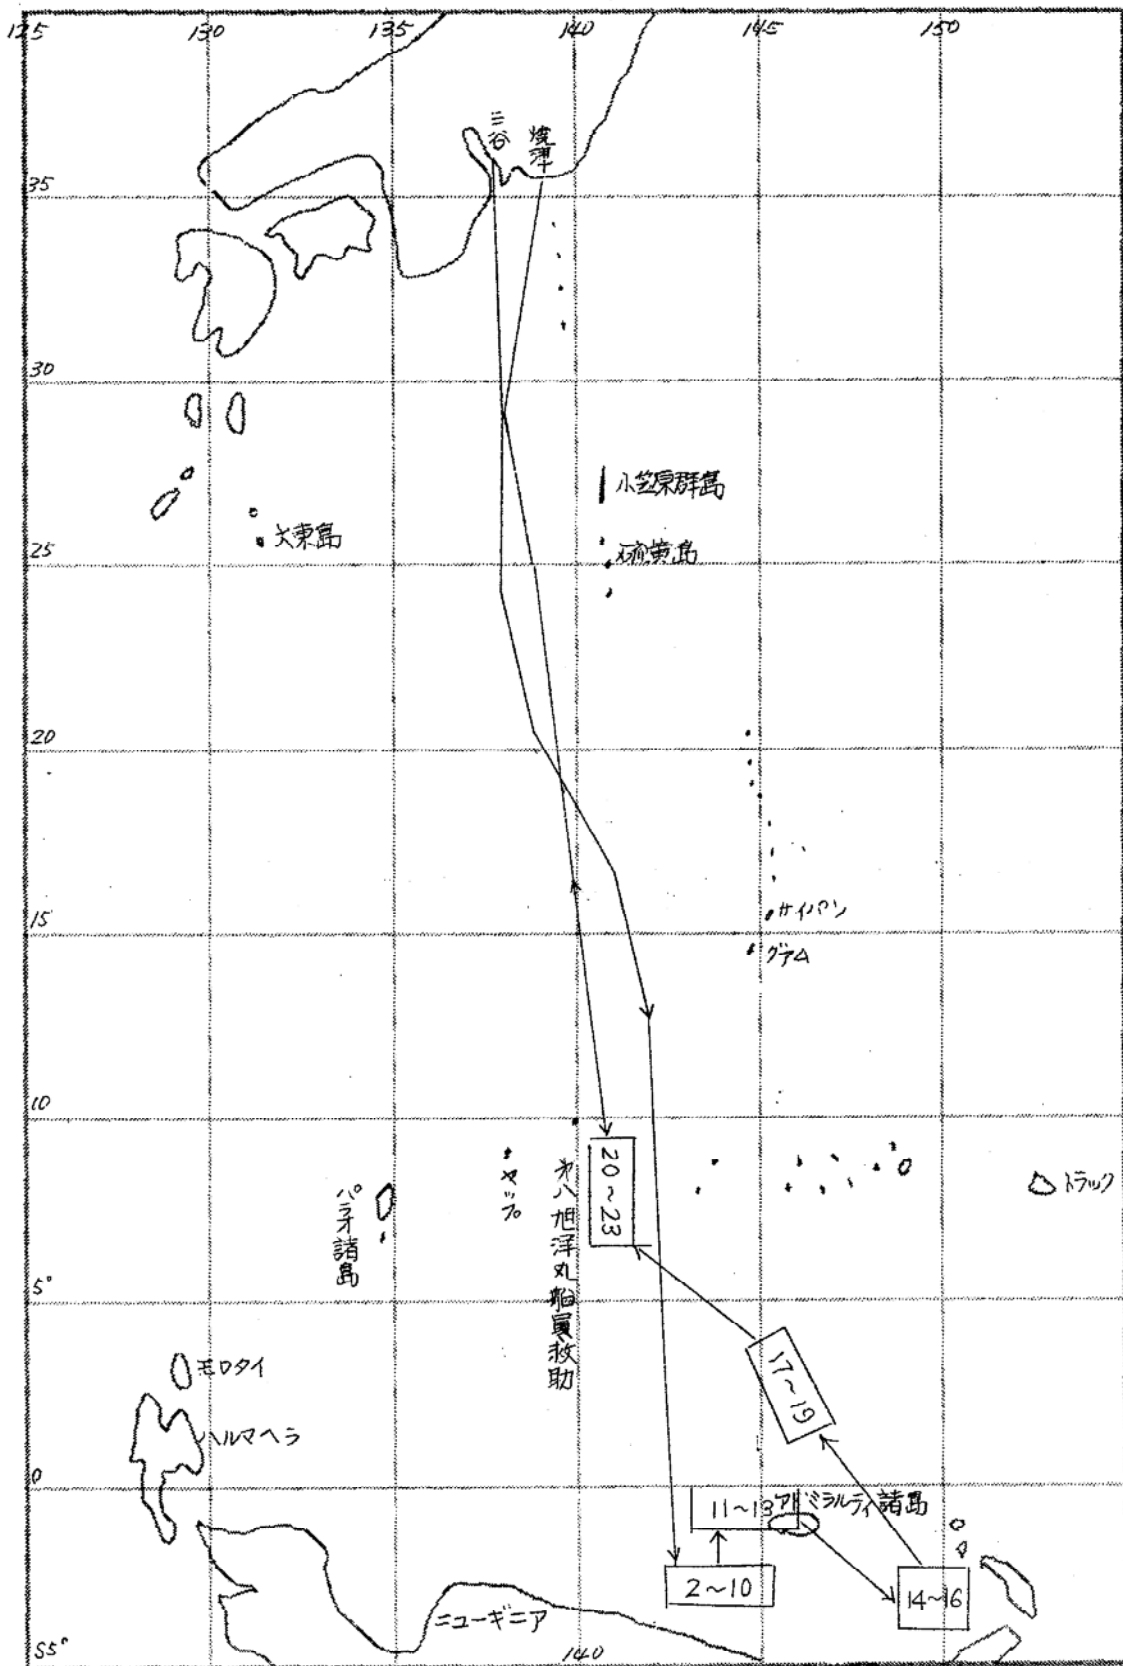 125 130 135 140 145 150
三谷
焼津
35
30
小笠原群島
大東島
硫黄島
25
20
サイパン
15
グアム
10
ヤップ
パラオ諸島
20～23
才八旭洋丸船員救助
トラック
5°
モロタイ
17～19
ハルマヘラ
0
11～13
アドミラルティ諸島
2～10
14～16
ニューギニア
S5°
140